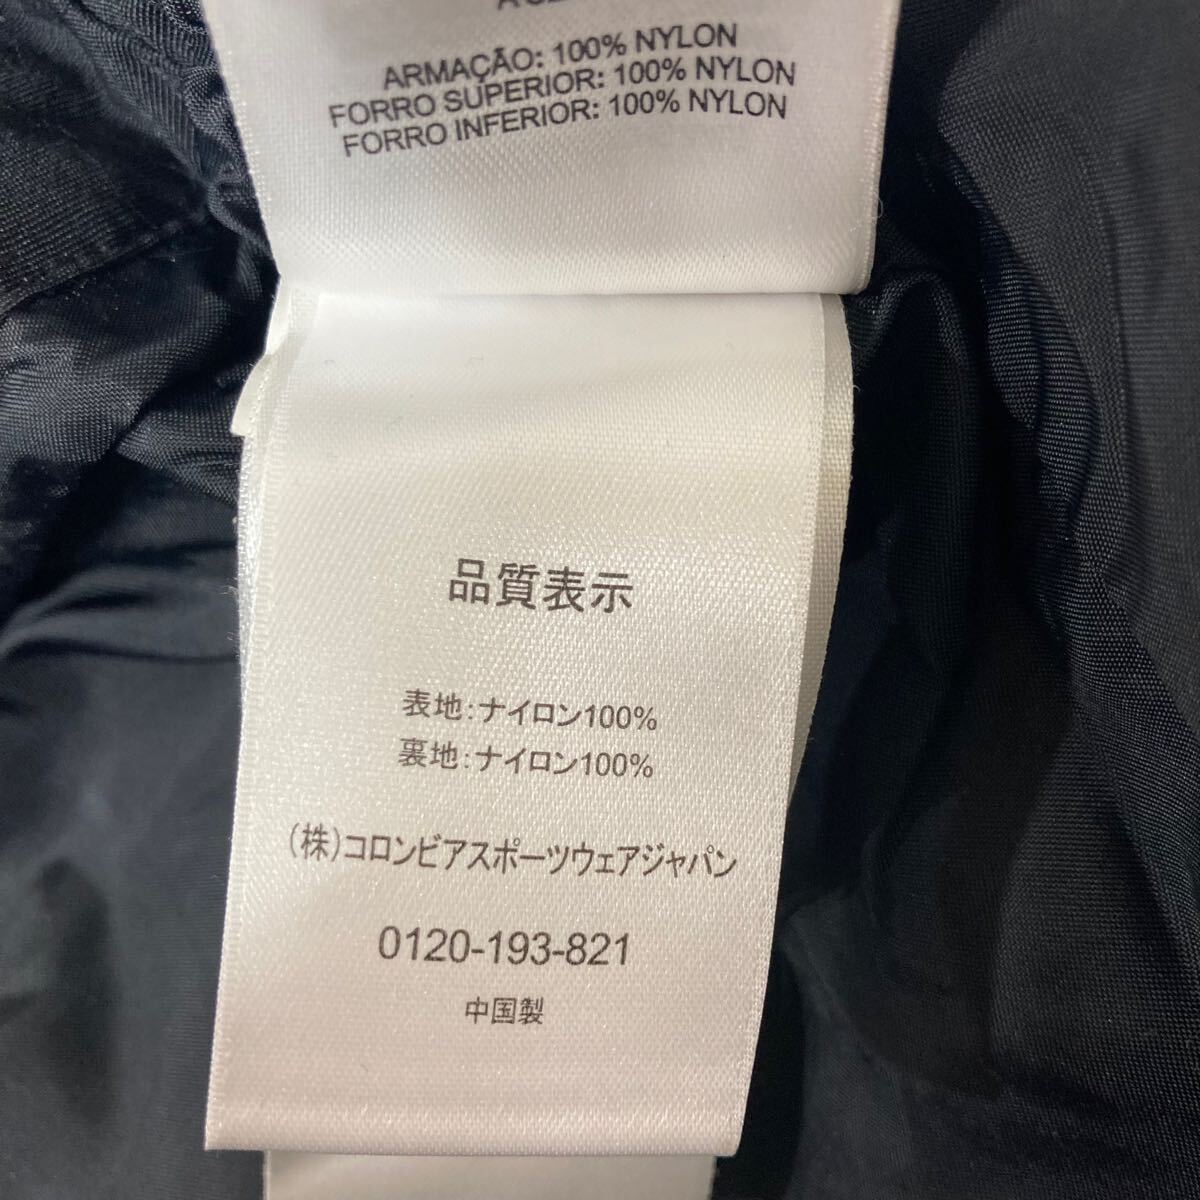 ARMAÇÃO: 100% NYLON
FORRO SUPERIOR: 100% NYLON
FORRO INFERIOR: 100% NYLON
品質表示
表地:ナイロン100%
裏地:ナイロン100%
(株)コロンビアスポーツウェアジャパン
0120-193-821
中国製